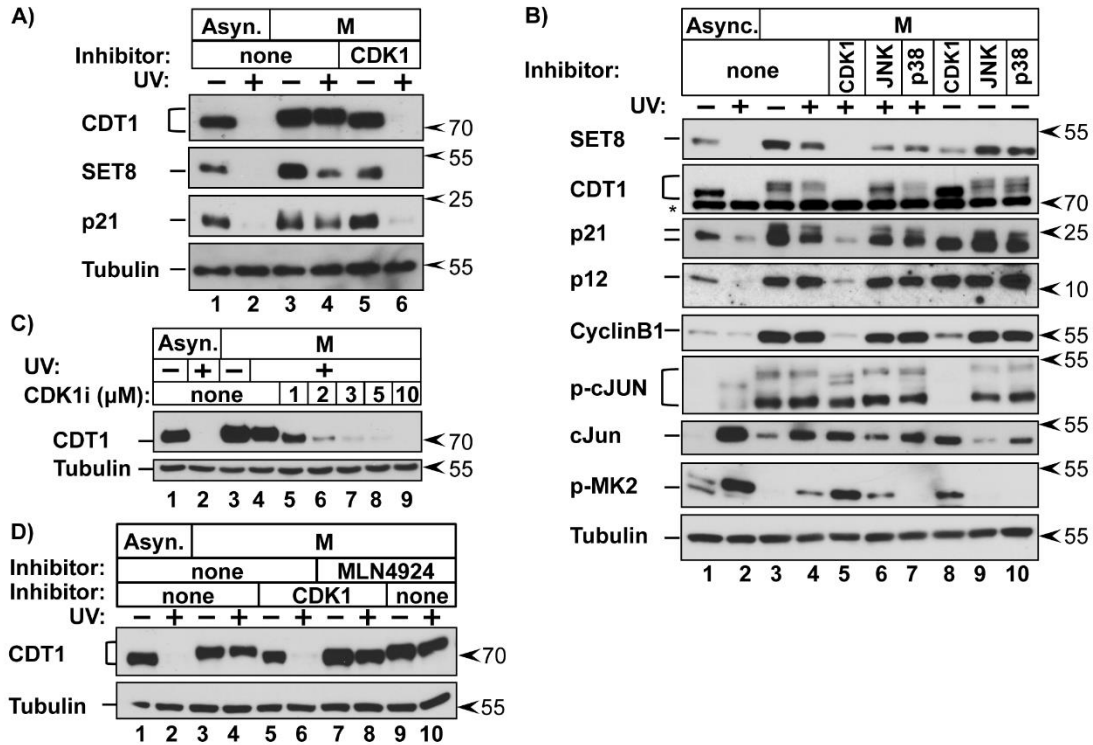 A)
Asyn. M
Inhibitor: none CDK1
UV: − + − + − +
CDT1 70
SET8 55
p21 25
Tubulin 55
1 2 3 4 5 6
B)
Async. M
Inhibitor: none CDK1 JNK p38 CDK1 JNK p38
UV: − + − + + + + − − −
SET8 55
CDT1
* 70
p21 25
p12 10
CyclinB1 55
p-cJUN 55
cJun 55
p-MK2 55
Tubulin 55
1 2 3 4 5 6 7 8 9 10
C)
Asyn. M
UV: − + − +
CDK1i (μM): none 1 2 3 5 10
CDT1 70
Tubulin 55
1 2 3 4 5 6 7 8 9
D)
Asyn. M
Inhibitor: none MLN4924
Inhibitor: none CDK1 none
UV: − + − + − + − + − +
CDT1 70
Tubulin 55
1 2 3 4 5 6 7 8 9 10